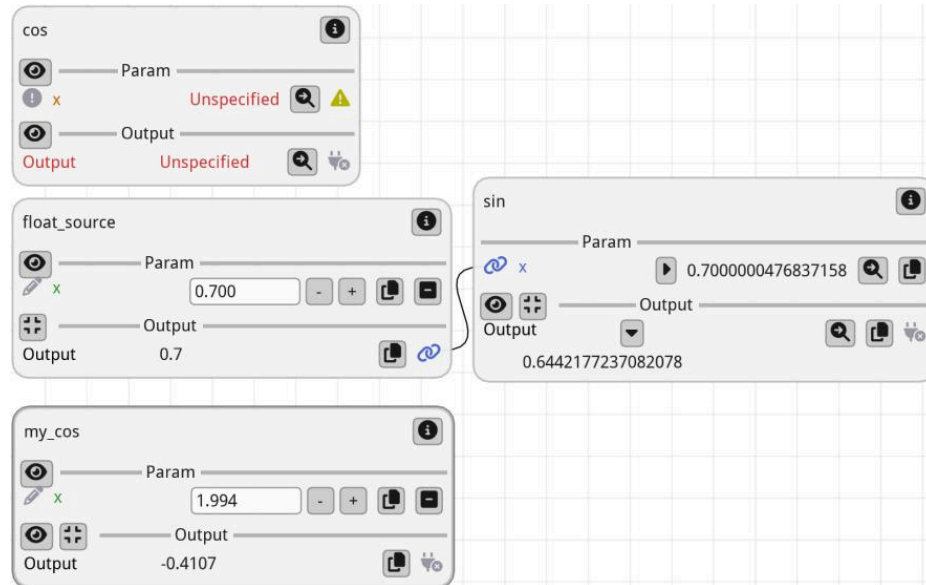 cos
Param
x Unspecified
Output
Output Unspecified
float_source
Param
x 0.700 - +
Output
Output 0.7
sin
Param
x 0.7000000476837158
Output
Output
0.6442177237082078
my_cos
Param
x 1.994 - +
Output
Output -0.4107